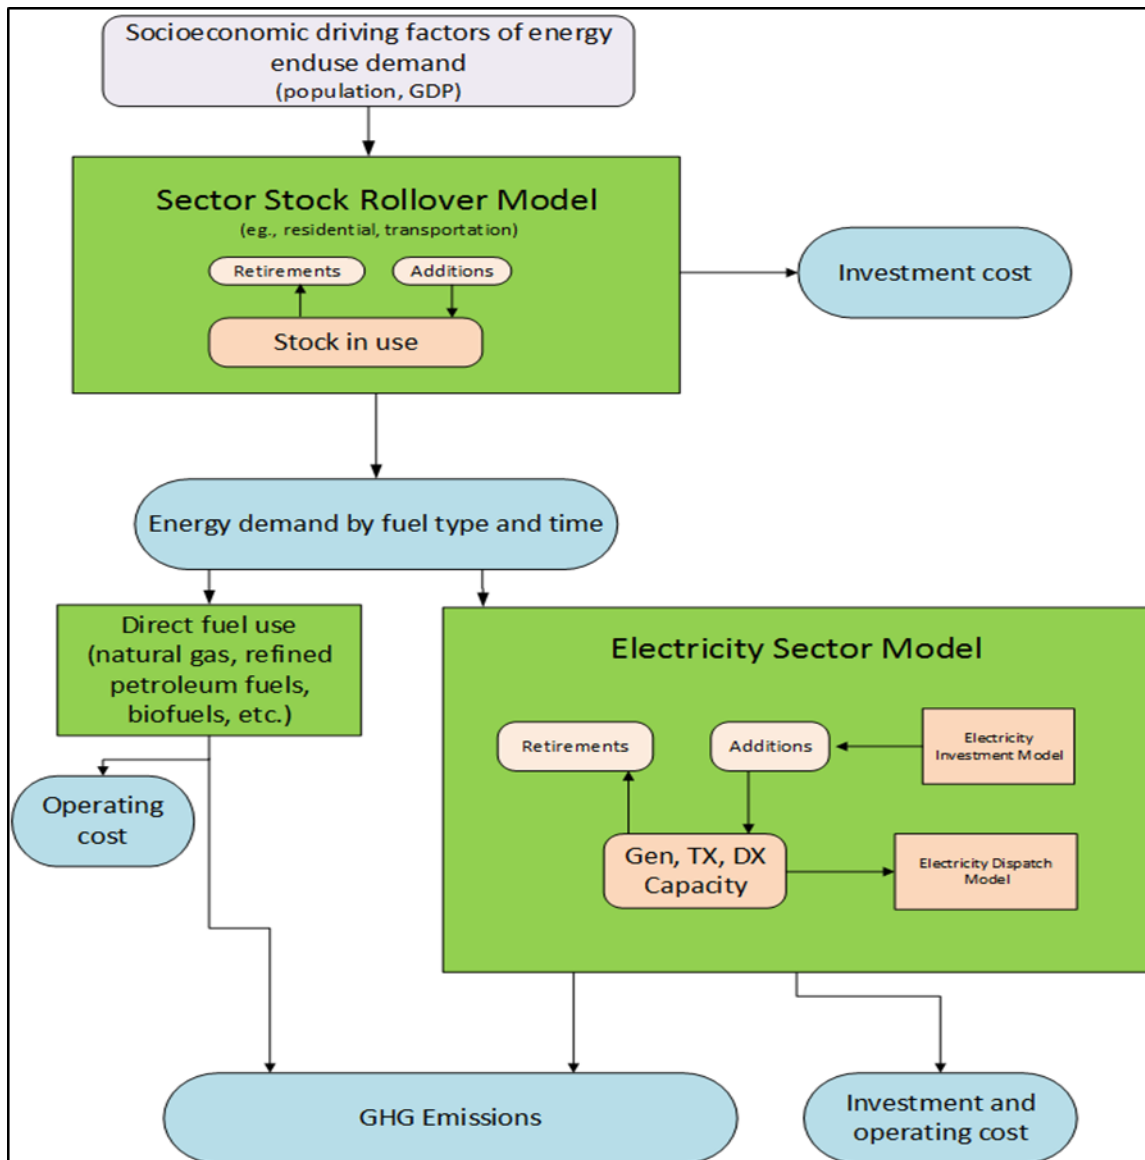 Socioeconomic driving factors of energy
enduse demand
(population, GDP)
Sector Stock Rollover Model
(eg., residential, transportation)
Retirements
Additions
Stock in use
Investment cost
Energy demand by fuel type and time
Direct fuel use
(natural gas, refined
petroleum fuels,
biofuels, etc.)
Operating
cost
Electricity Sector Model
Retirements
Additions
Electricity
Investment Model
Gen, TX, DX
Capacity
Electricity Dispatch
Model
GHG Emissions
Investment and
operating cost